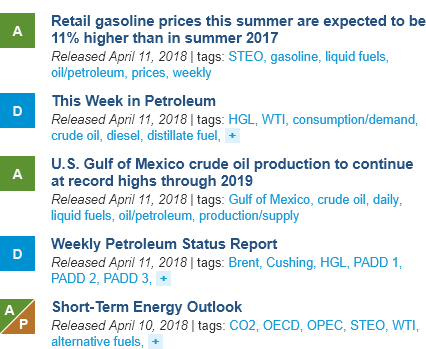 A
Retail gasoline prices this summer are expected to be
11% higher than in summer 2017
Released April 11, 2018 | tags: STEO, gasoline, liquid fuels,
oil/petroleum, prices, weekly
D
This Week in Petroleum
Released April 11, 2018 | tags: HGL, WTI, consumption/demand,
crude oil, diesel, distillate fuel, +
A
U.S. Gulf of Mexico crude oil production to continue
at record highs through 2019
Released April 11, 2018 | tags: Gulf of Mexico, crude oil, daily,
liquid fuels, oil/petroleum, production/supply
D
Weekly Petroleum Status Report
Released April 11, 2018 | tags: Brent, Cushing, HGL, PADD 1,
PADD 2, PADD 3, +
A P
Short-Term Energy Outlook
Released April 10, 2018 | tags: CO2, OECD, OPEC, STEO, WTI,
alternative fuels, +